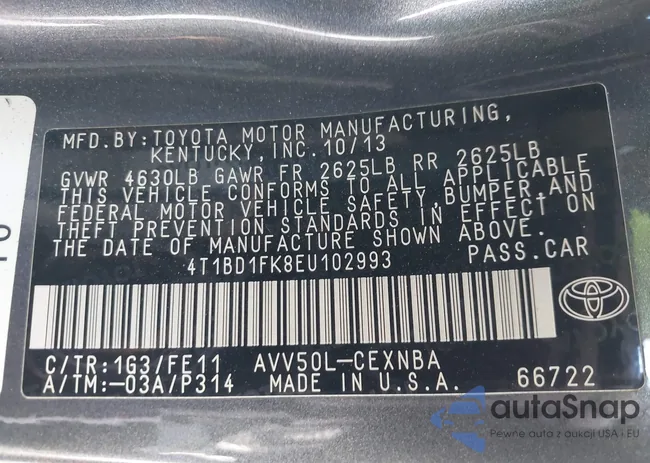 MFD.BY:TOYOTA MOTOR MANUFACTURING,
KENTUCKY,INC.10/13
GVWR 4630LB GAWR FR 2625LB RR 2625LB
THIS VEHICLE CONFORMS TO ALL APPLICABLE
FEDERAL MOTOR VEHICLE SAFETY,BUMPER,AND
THEFT PREVENTION STANDARDS IN EFFECT ON
THE DATE OF MANUFACTURE SHOWN ABOVE.
4T1BD1FK8EU102993 PASS.CAR
C/TR:1G3/FE11 AVV50L-CEXNBA
A/TM:-03A/P314 MADE IN U.S.A. 66722
autaSnap
Pewne auta z aukcji USA i EU